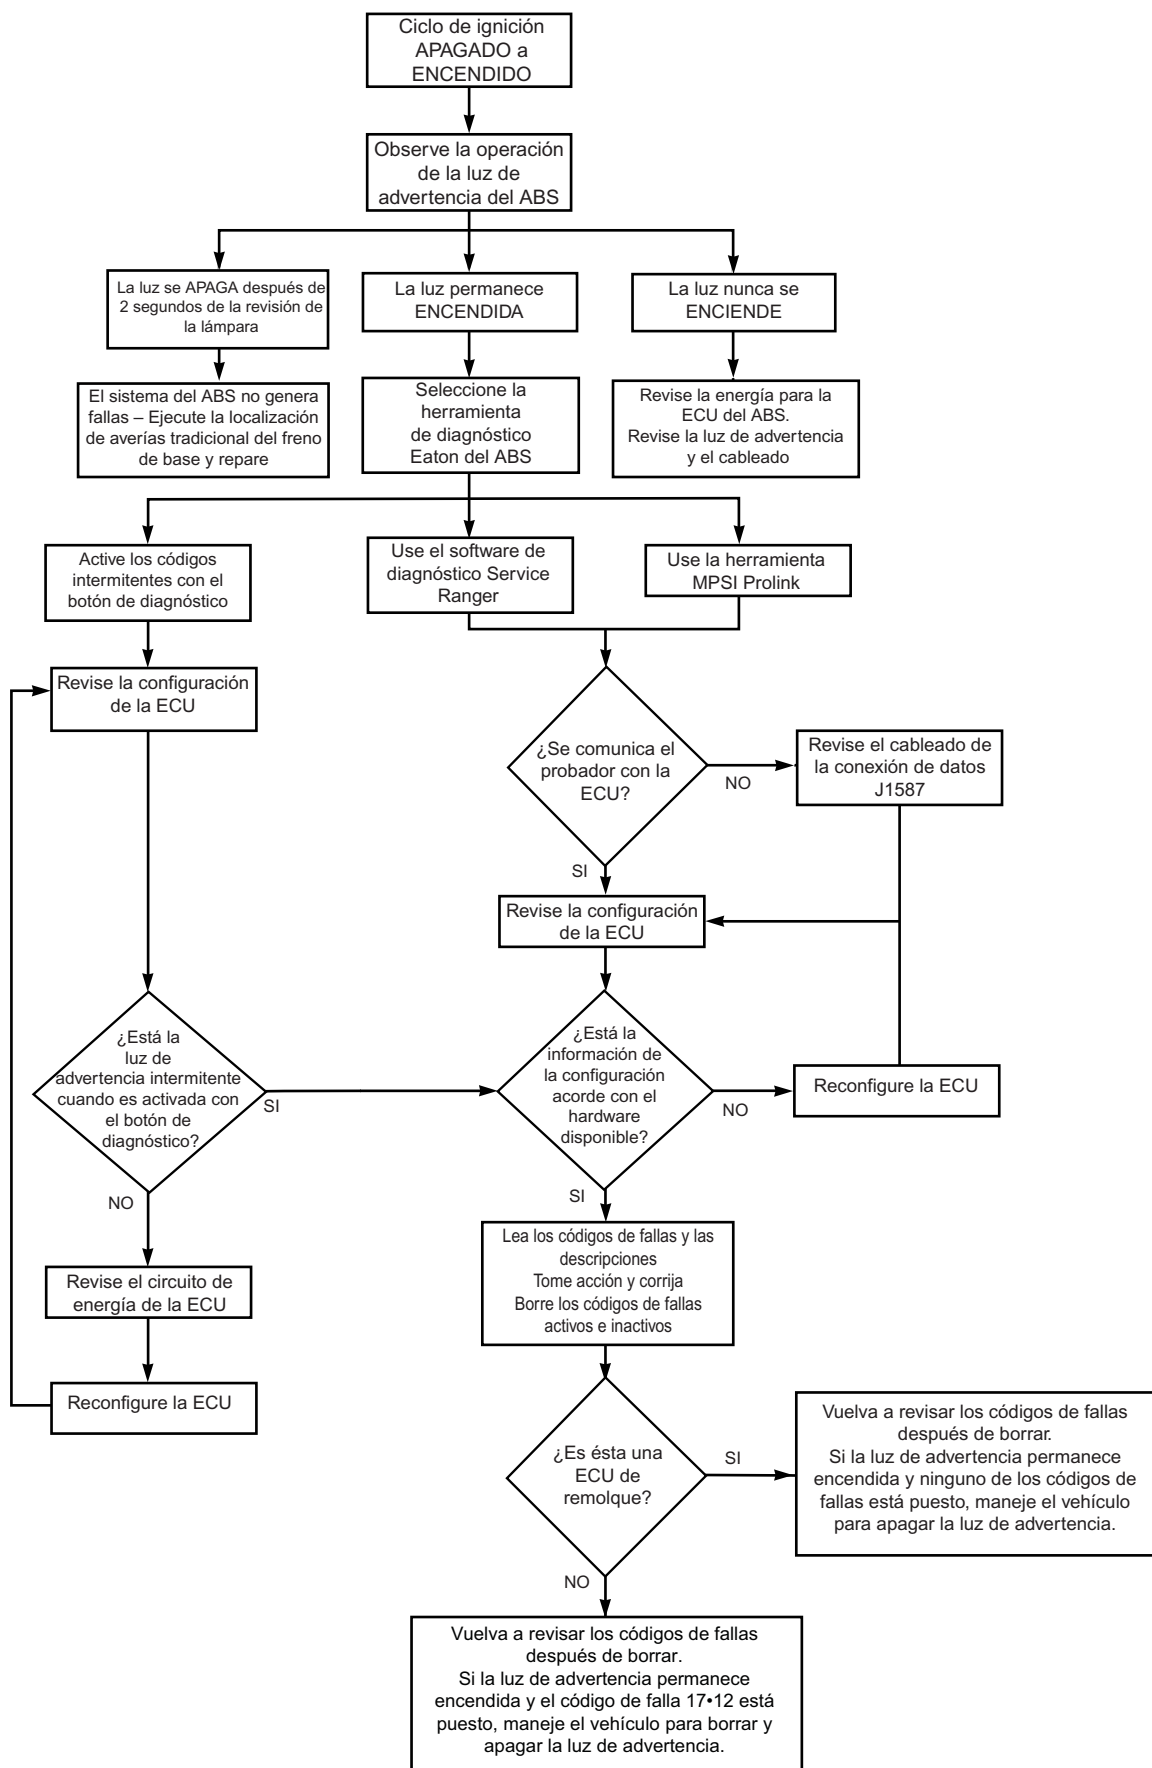 Ciclo de ignición
APAGADO a
ENCENDIDO
Observe la operación
de la luz de
advertencia del ABS
La luz se APAGA después de
2 segundos de la revisión de
la lámpara
La luz permanece
ENCENDIDA
La luz nunca se
ENCIENDE
El sistema del ABS no genera
fallas – Ejecute la localización
de averías tradicional del freno
de base y repare
Seleccione la
herramienta
de diagnóstico
Eaton del ABS
Revise la energía para la
ECU del ABS.
Revise la luz de advertencia
y el cableado
Active los códigos
intermitentes con el
botón de diagnóstico
Use el software de
diagnóstico Service
Ranger
Use la herramienta
MPSI Prolink
Revise la configuración
de la ECU
¿Se comunica el
probador con la
ECU?
NO
Revise el cableado de
la conexión de datos
J1587
SI
Revise la configuración
de la ECU
¿Está la
luz de
advertencia intermitente
cuando es activada con
el botón de
diagnóstico?
SI
¿Está la
información de
la configuración
acorde con el
hardware
disponible?
NO
Reconfigure la ECU
NO
SI
Revise el circuito de
energía de la ECU
Lea los códigos de fallas y las
descripciones
Tome acción y corrija
Borre los códigos de fallas
activos e inactivos
Reconfigure la ECU
¿Es ésta una
ECU de
remolque?
SI
Vuelva a revisar los códigos de fallas
después de borrar.
Si la luz de advertencia permanece
encendida y ninguno de los códigos de
fallas está puesto, maneje el vehículo
para apagar la luz de advertencia.
NO
Vuelva a revisar los códigos de fallas
después de borrar.
Si la luz de advertencia permanece
encendida y el código de falla 17•12 está
puesto, maneje el vehículo para borrar y
apagar la luz de advertencia.